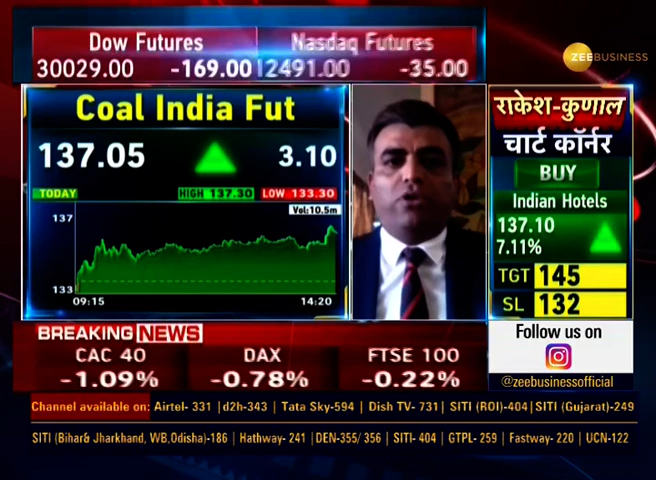 Dow Futures
30029.00 -169.00
Nasdaq Futures
12491.00 -35.00
ZEEBUSINESS
Coal India Fut
137.05 3.10
TODAY HIGH 137.30 LOW 133.30
Vol:10.5m
137
133
09:15 14:20
राकेश-कुणाल
चार्ट कॉर्नर
BUY
Indian Hotels
137.10
7.11%
TGT 145
SL 132
BREAKING NEWS
CAC 40 DAX FTSE 100
-1.09% -0.78% -0.22%
Follow us on
@zeebusinessofficial
Channel available on: Airtel- 331 | d2h-343 | Tata Sky-594 | Dish TV- 731 | SITI (ROI)-404 | SITI (Gujarat)-249
SITI (Bihar& Jharkhand, WB,Odisha)-186 | Hathway- 241 | DEN-355/ 356 | SITI- 404 | GTPL- 259 | Fastway- 220 | UCN-122